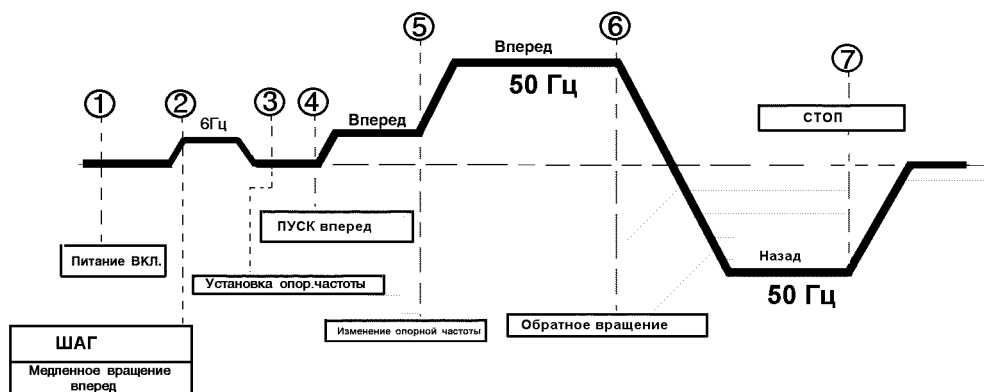 1
2
3
4
5
6
7
6Гц
Вперед
Вперед
50 Гц
СТОП
Питание ВКЛ.
ПУСК вперед
Установка опор.частоты
Изменение опорной частоты
Обратное вращение
Назад
50 Гц
ШАГ
Медленное вращение
вперед